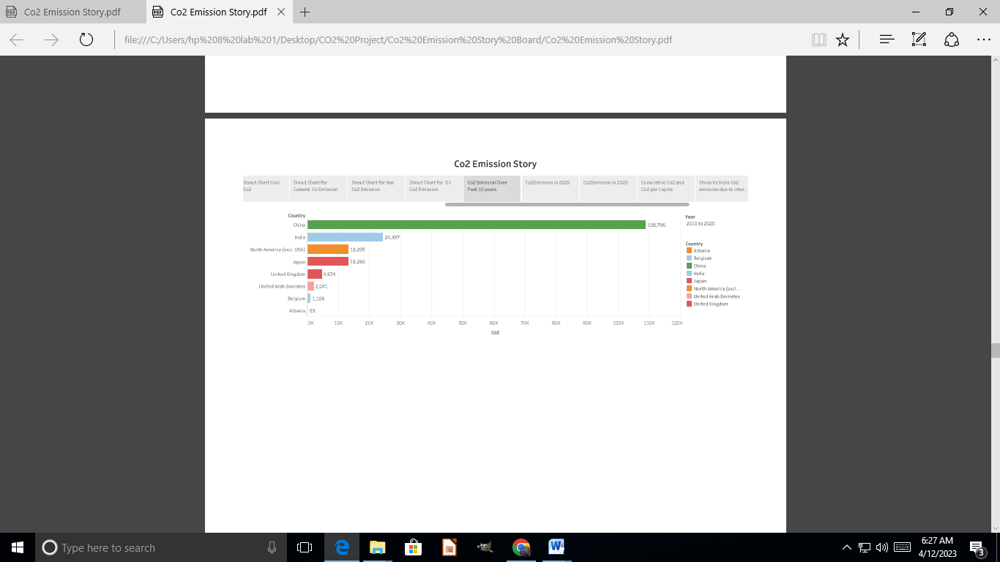 Co2 Emission Story.pdf
Co2 Emission Story.pdf
file:///C:/Users/hp%208%20lab%201/Desktop/CO2%20Project/Co2%20Emission%20Story%20Board/Co2%20Emission%20Story.pdf
Co2 Emission Story
Donut Chart Coal
Co2
Donut Chart for
Cement Co Emission
Donut Chart for Gas
Co2 Emission
Donut Chart for Oil
Co2 Emission
Co2 Emission Over
Past 10 years
Co2Emission in 2020
Co2Emission in 2020
Cumulative Co2 and
Co2 per Capita
China Vs India Co2
emission due to inter..
Country
China
108,796
India
24,397
North America (excl. USA)
13,295
Japan
13,260
United Kingdom
4,674
United Arab Emirates
2,041
Belgium
1,106
Albania
53
0K 10K 20K 30K 40K 50K 60K 70K 80K 90K 100K 110K 120K
Co2
Year
2010 to 2020
Country
Albania
Belgium
China
India
Japan
North America (excl...
United Arab Emirates
United Kingdom
Type here to search
6:27 AM
4/12/2023
3